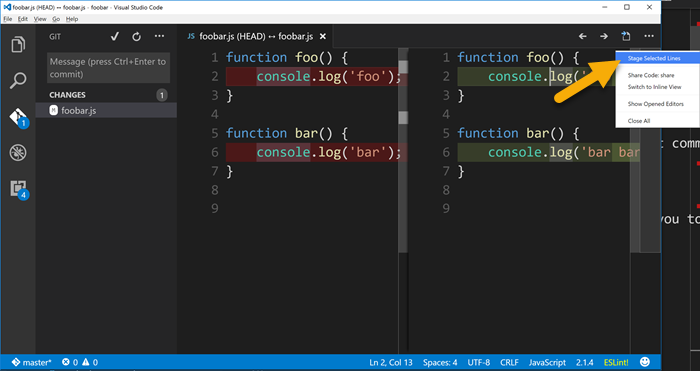 foobar.js (HEAD) ↔ foobar.js - foobar - Visual Studio Code
File Edit View Go Help
GIT
Message (press Ctrl+Enter to commit)
CHANGES
M foobar.js
1
4
JS foobar.js (HEAD) ↔ foobar.js ×
1 function foo() {
2 console.log('foo');
3 }
4
5 function bar() {
6 console.log('bar');
7 }
8
9
1 function foo() {
2 console.log('
3 }
4
5 function bar() {
6 console.log('bar bar
7 }
8
9
Stage Selected Lines
Share Code: share
Switch to Inline View
Show Opened Editors
Close All
t comm
you to
master* 0 0
Ln 2, Col 13 Spaces: 4 UTF-8 CRLF JavaScript 2.1.4 ESLint!